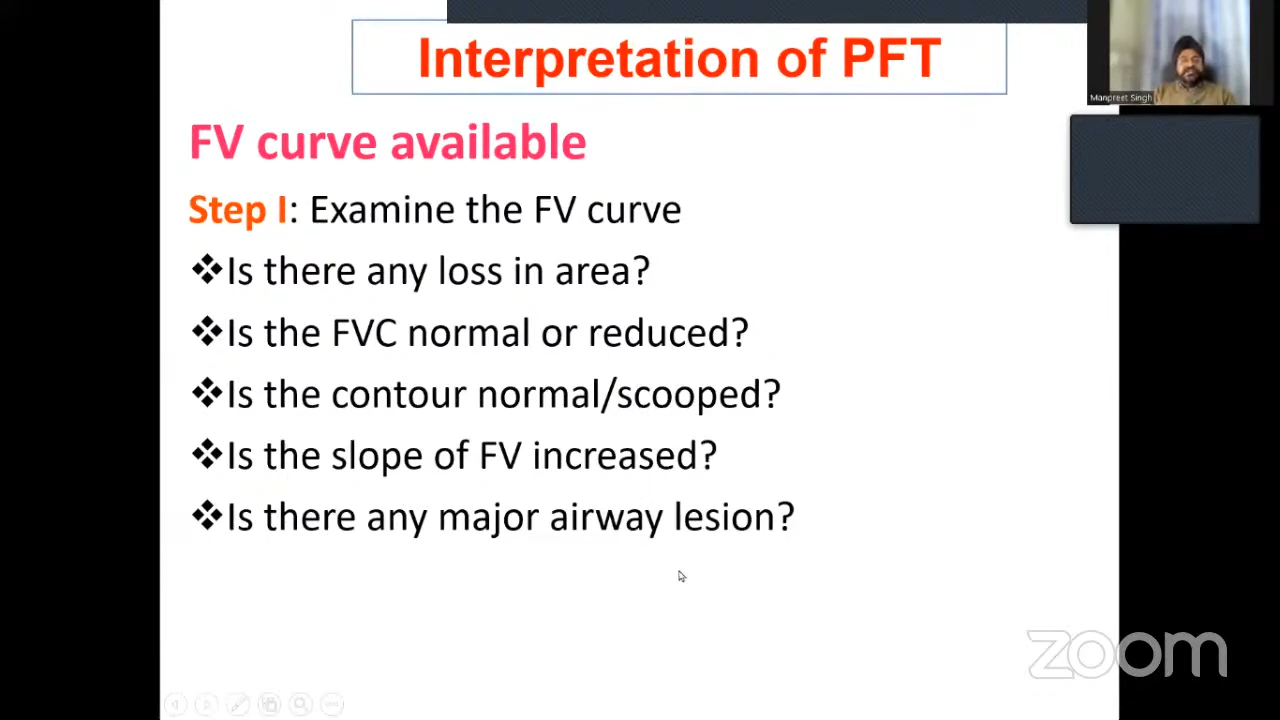 Interpretation of PFT
Manpreet Singh
FV curve available
Step I: Examine the FV curve
❖Is there any loss in area?
❖Is the FVC normal or reduced?
❖Is the contour normal/scooped?
❖Is the slope of FV increased?
❖Is there any major airway lesion?
zoom